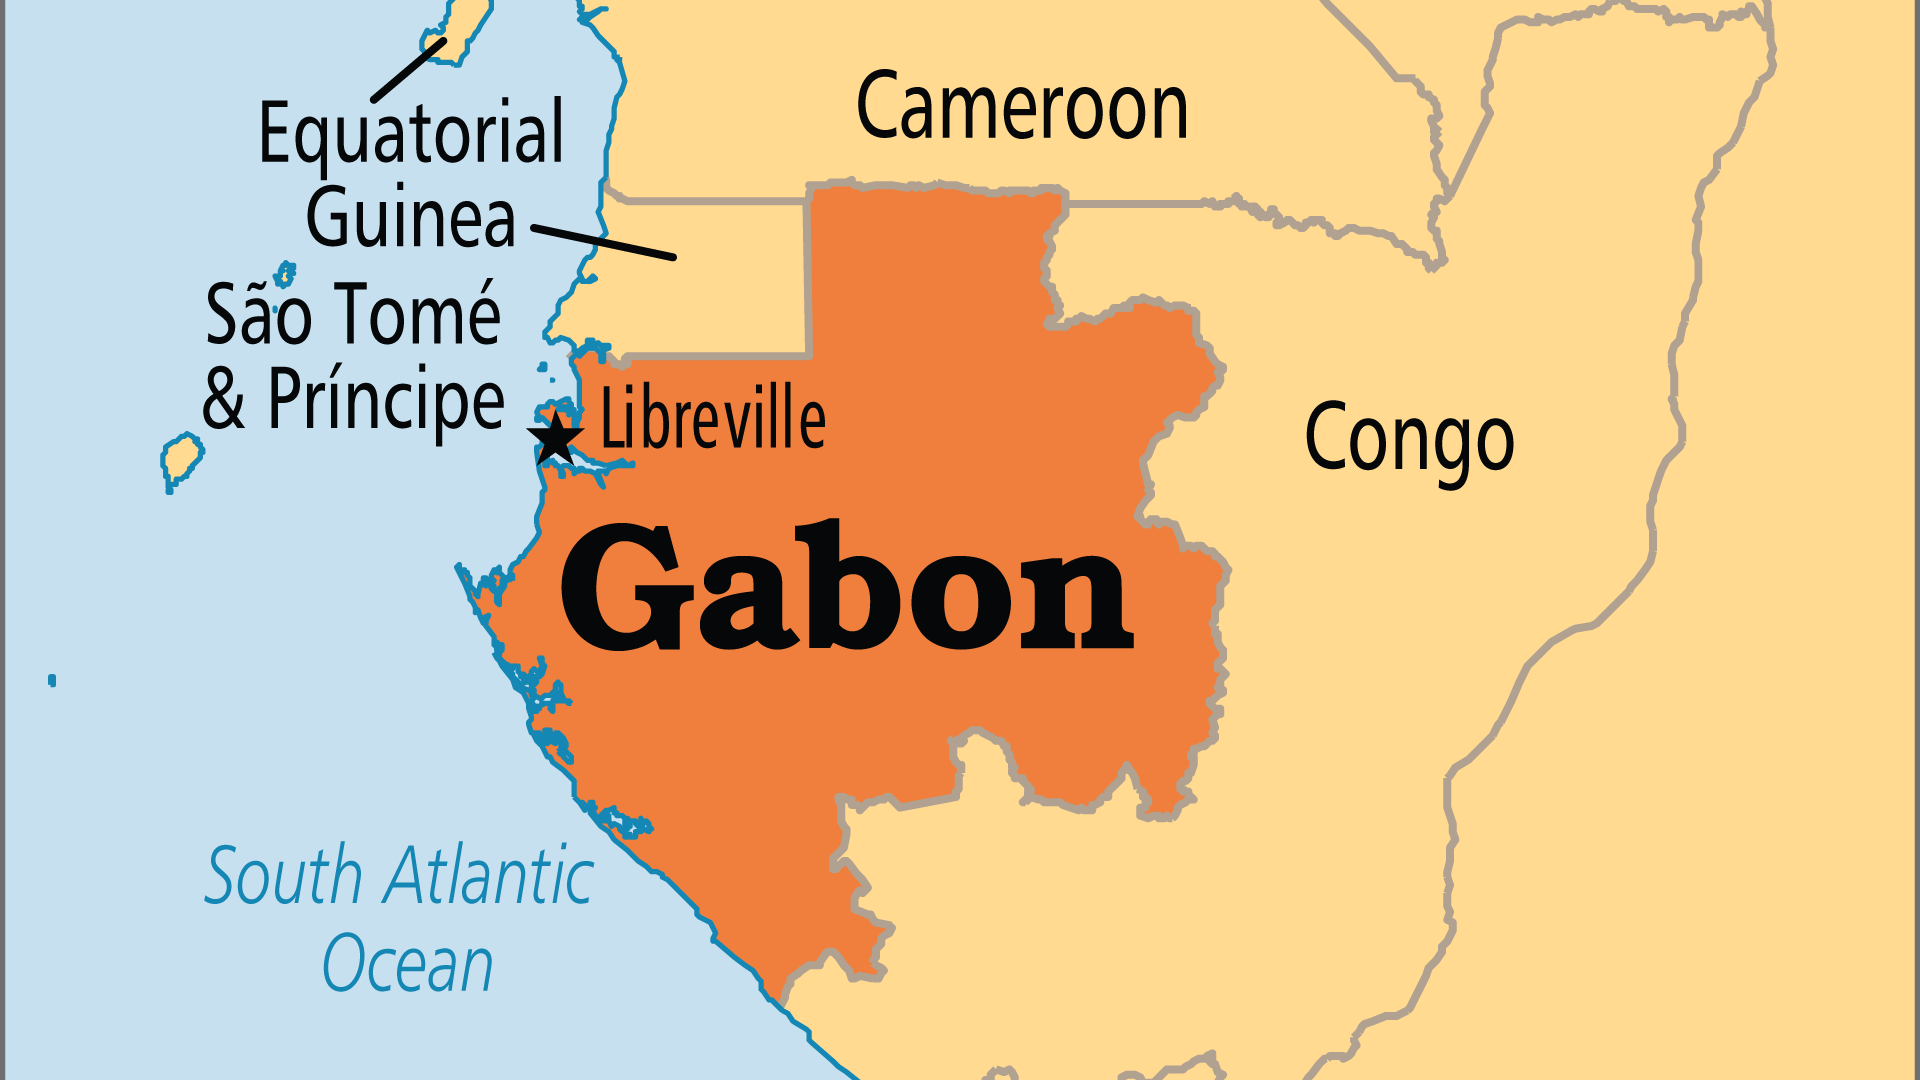 Cameroon
Equatorial
Guinea
São Tomé
& Príncipe
Libreville
Congo
Gabon
South Atlantic
Ocean